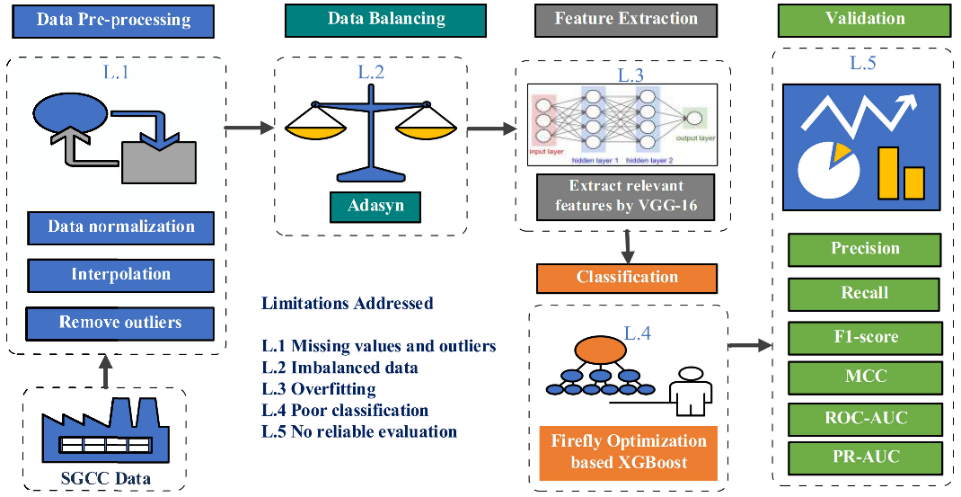 Data Pre-processing
Data Balancing
Feature Extraction
Validation
L.1
L.2
L.3
L.5
input layer
hidden layer 1
hidden layer 2
output layer
Adasyn
Extract relevant
features by VGG-16
Data normalization
Interpolation
Remove outliers
SGCC Data
Classification
L.4
Firefly Optimization
based XGBoost
Limitations Addressed
L.1 Missing values and outliers
L.2 Imbalanced data
L.3 Overfitting
L.4 Poor classification
L.5 No reliable evaluation
Precision
Recall
F1-score
MCC
ROC-AUC
PR-AUC